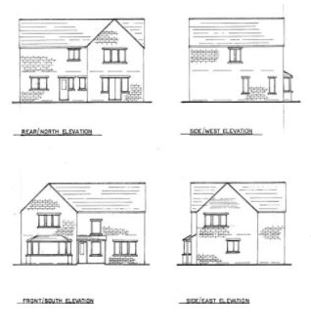 REAR/NORTH ELEVATION
SIDE/WEST ELEVATION
FRONT/SOUTH ELEVATION
SIDE/EAST ELEVATION